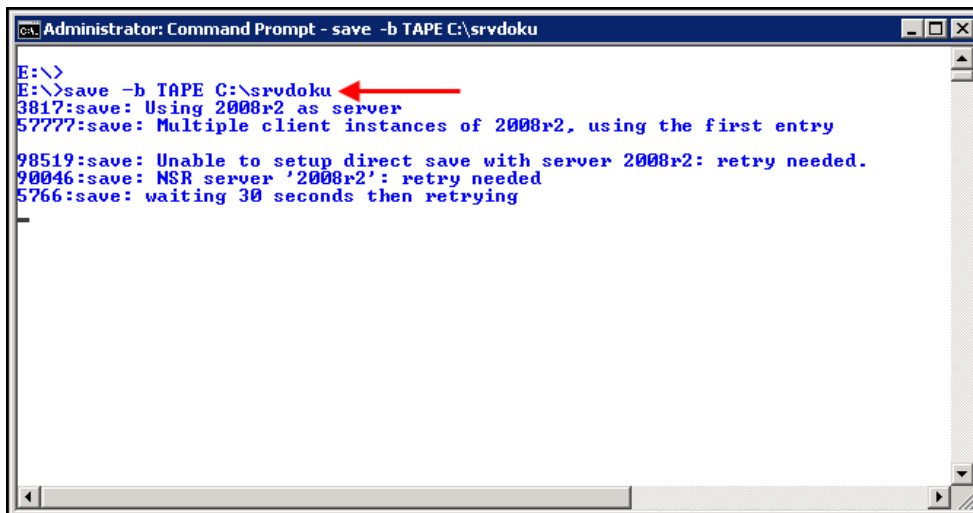 Administrator: Command Prompt - save -b TAPE C:\srvdoku
E:\>
E:\>save -b TAPE C:\srvdoku
3817:save: Using 2008r2 as server
57777:save: Multiple client instances of 2008r2, using the first entry
98519:save: Unable to setup direct save with server 2008r2: retry needed.
90046:save: NSR server '2008r2': retry needed
5766:save: waiting 30 seconds then retrying